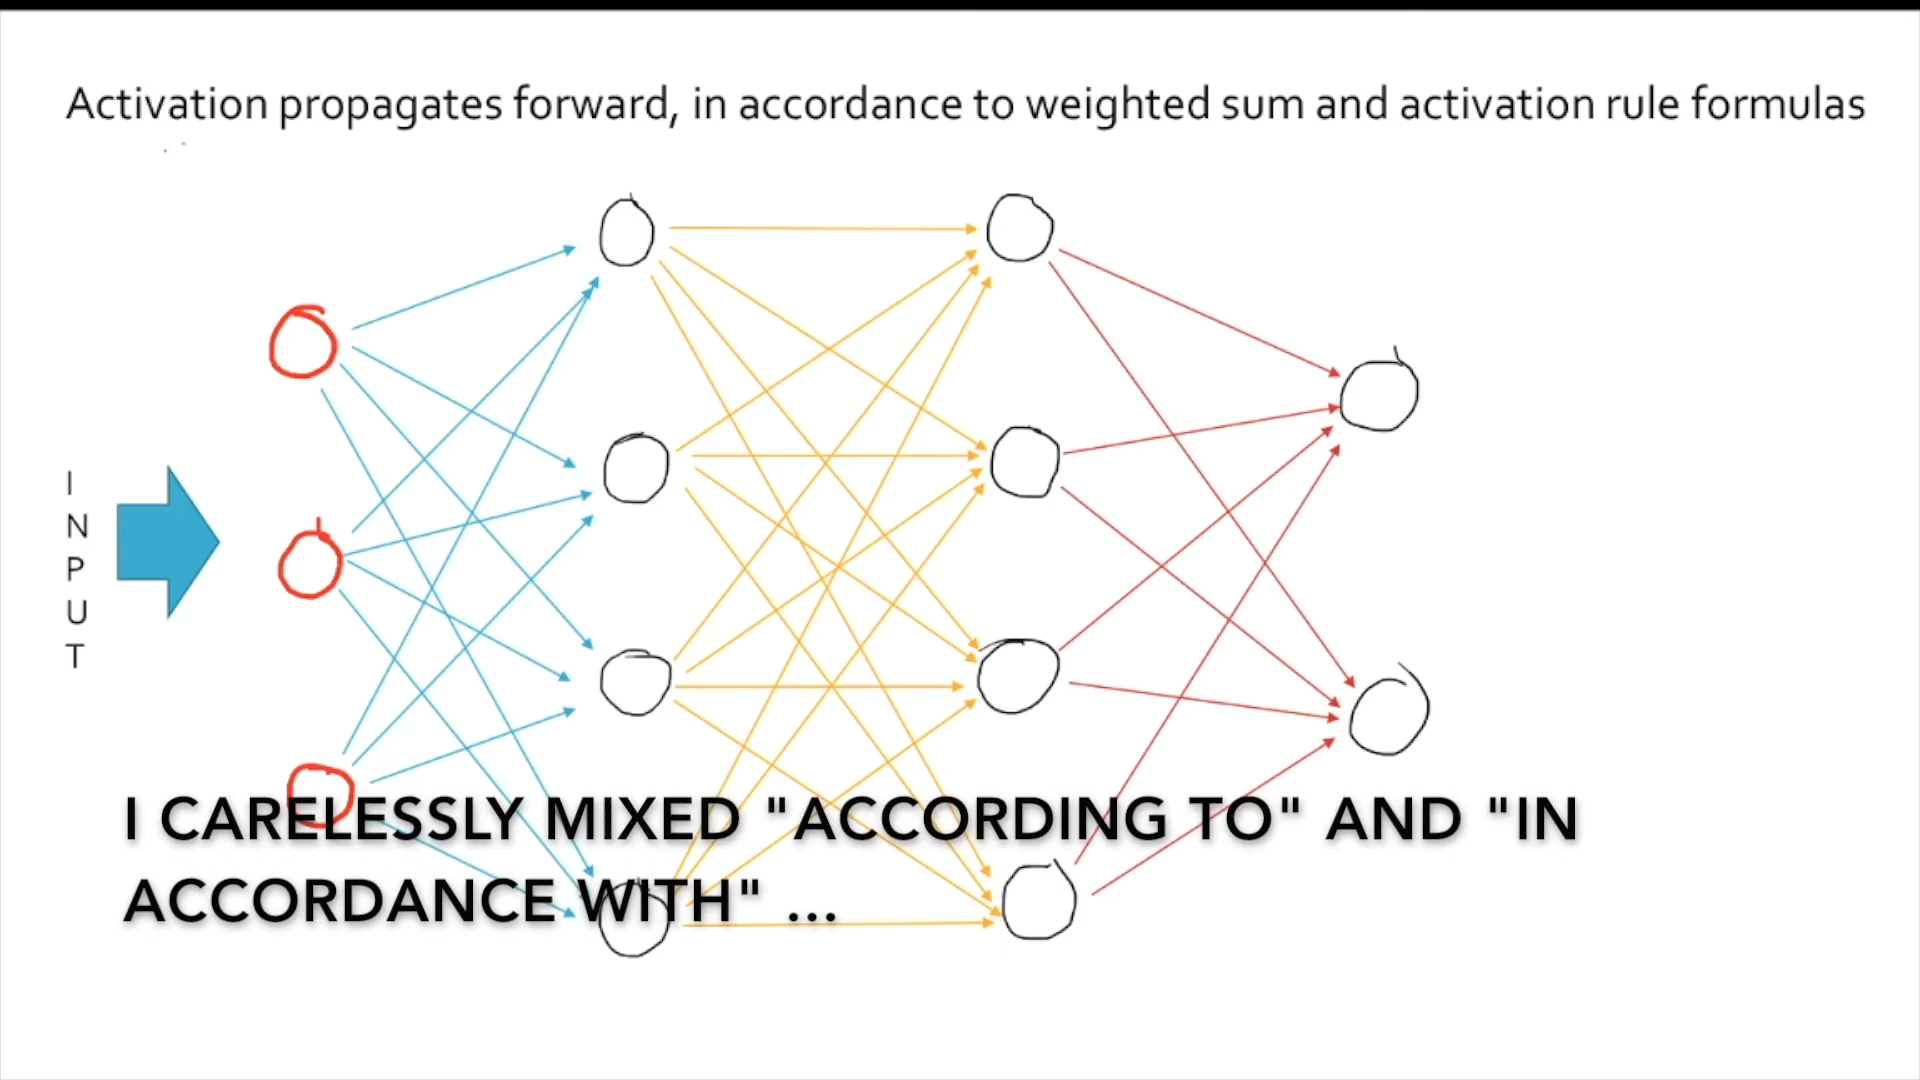 Activation propagates forward, in accordance to weighted sum and activation rule formulas
I
N
P
U
T
I CARELESSLY MIXED "ACCORDING TO" AND "IN
ACCORDANCE WITH" ...